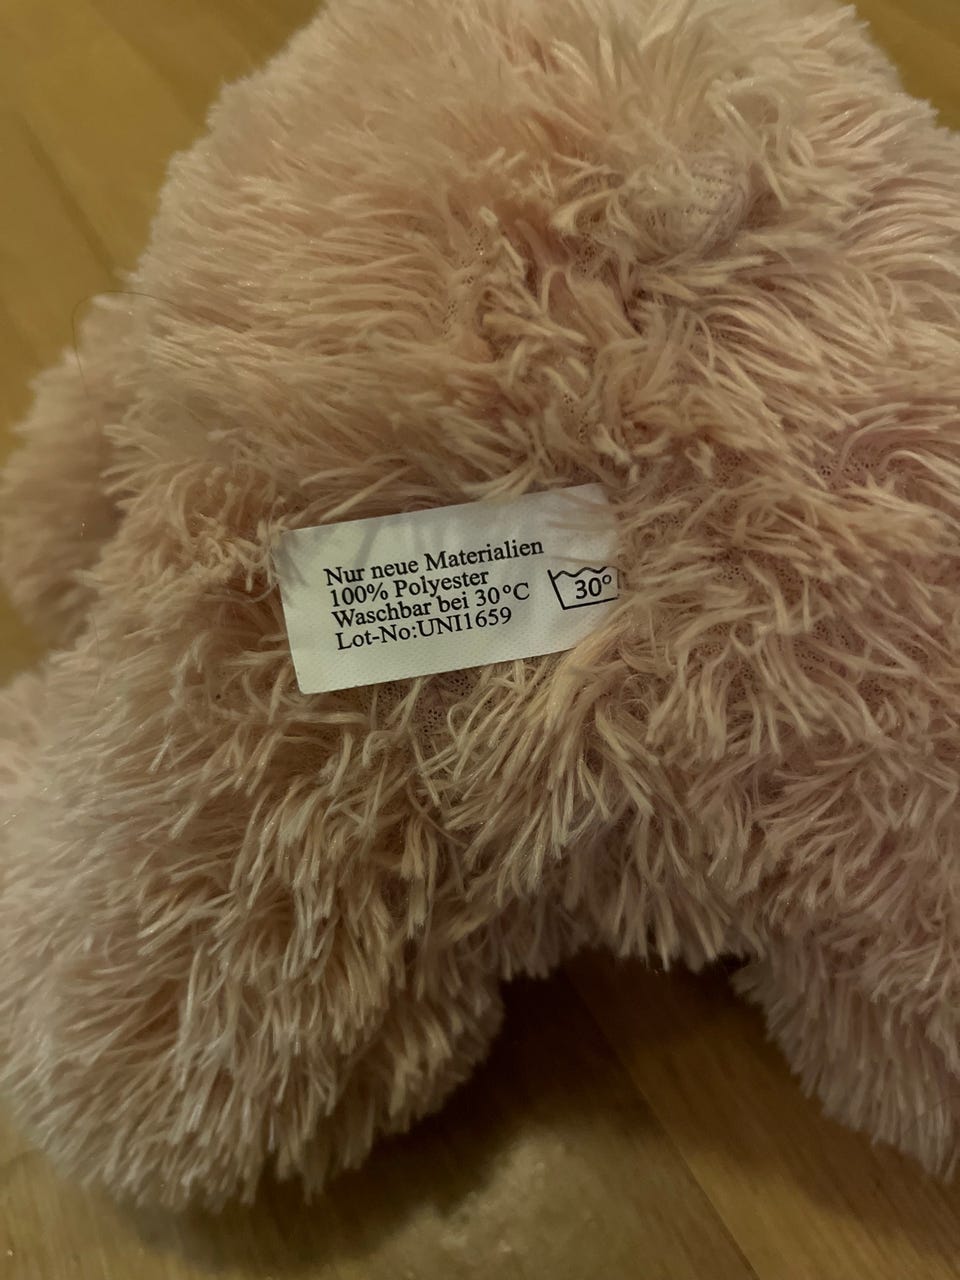 Nur neue Materialien
100% Polyester
Waschbar bei 30°C
Lot-No:UNI1659
30°